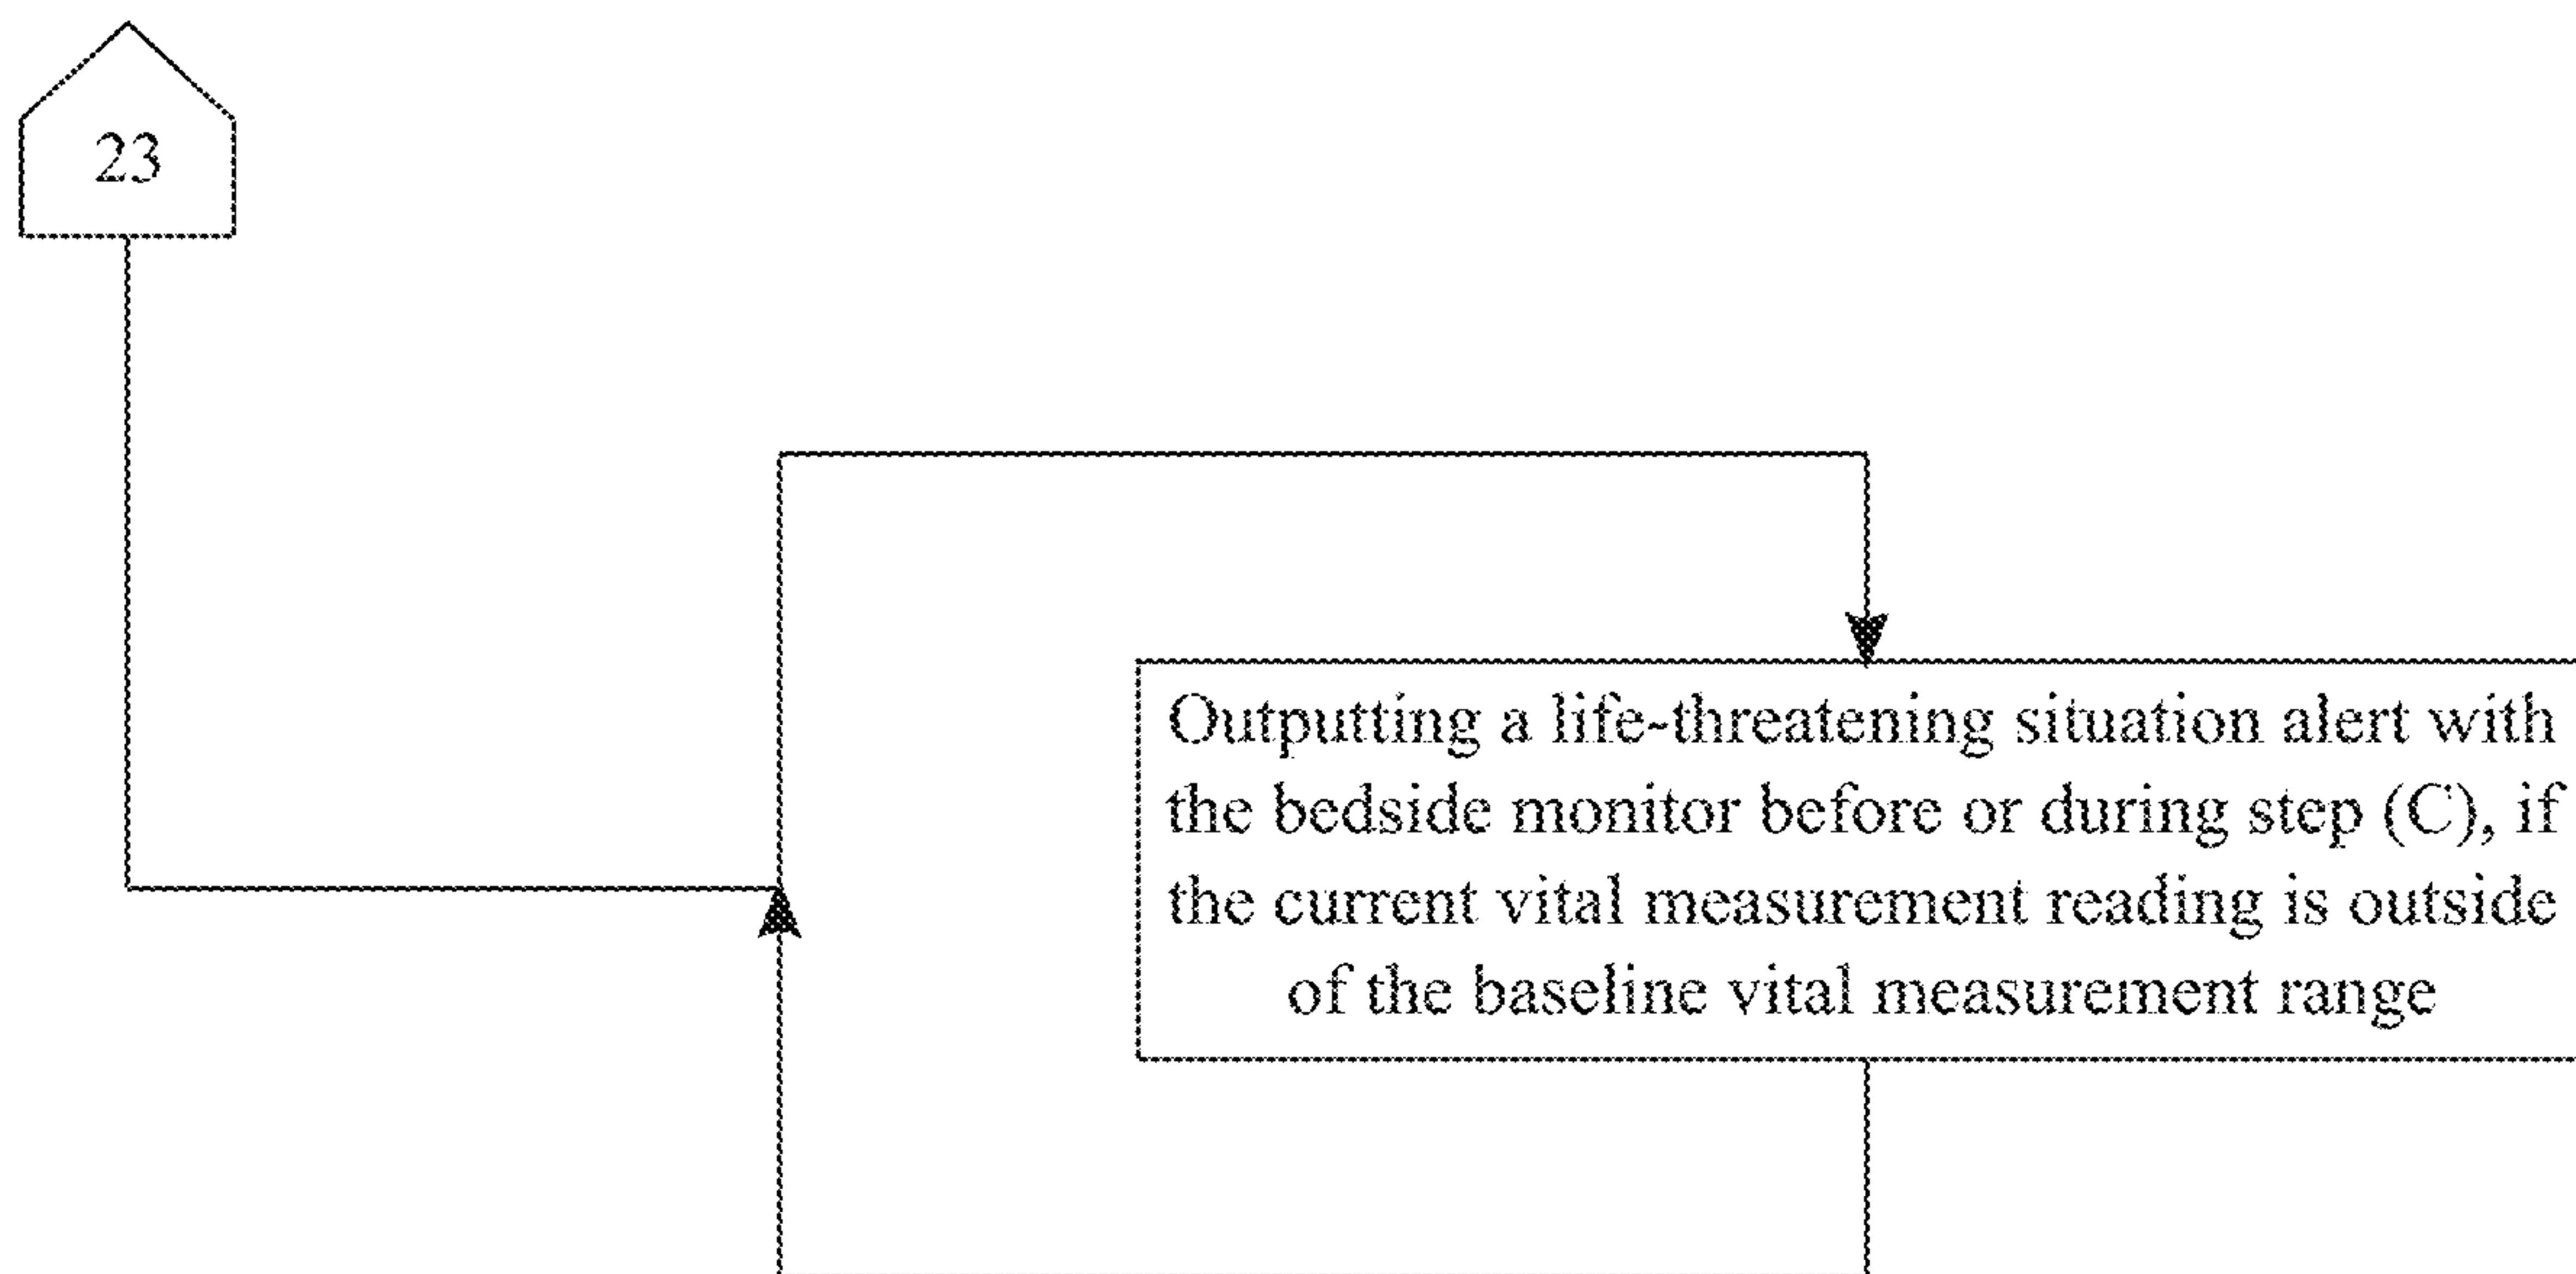 23
Outputting a life-threatening situation alert with
the bedside monitor before or during step (C), if
the current vital measurement reading is outside
of the baseline vital measurement range